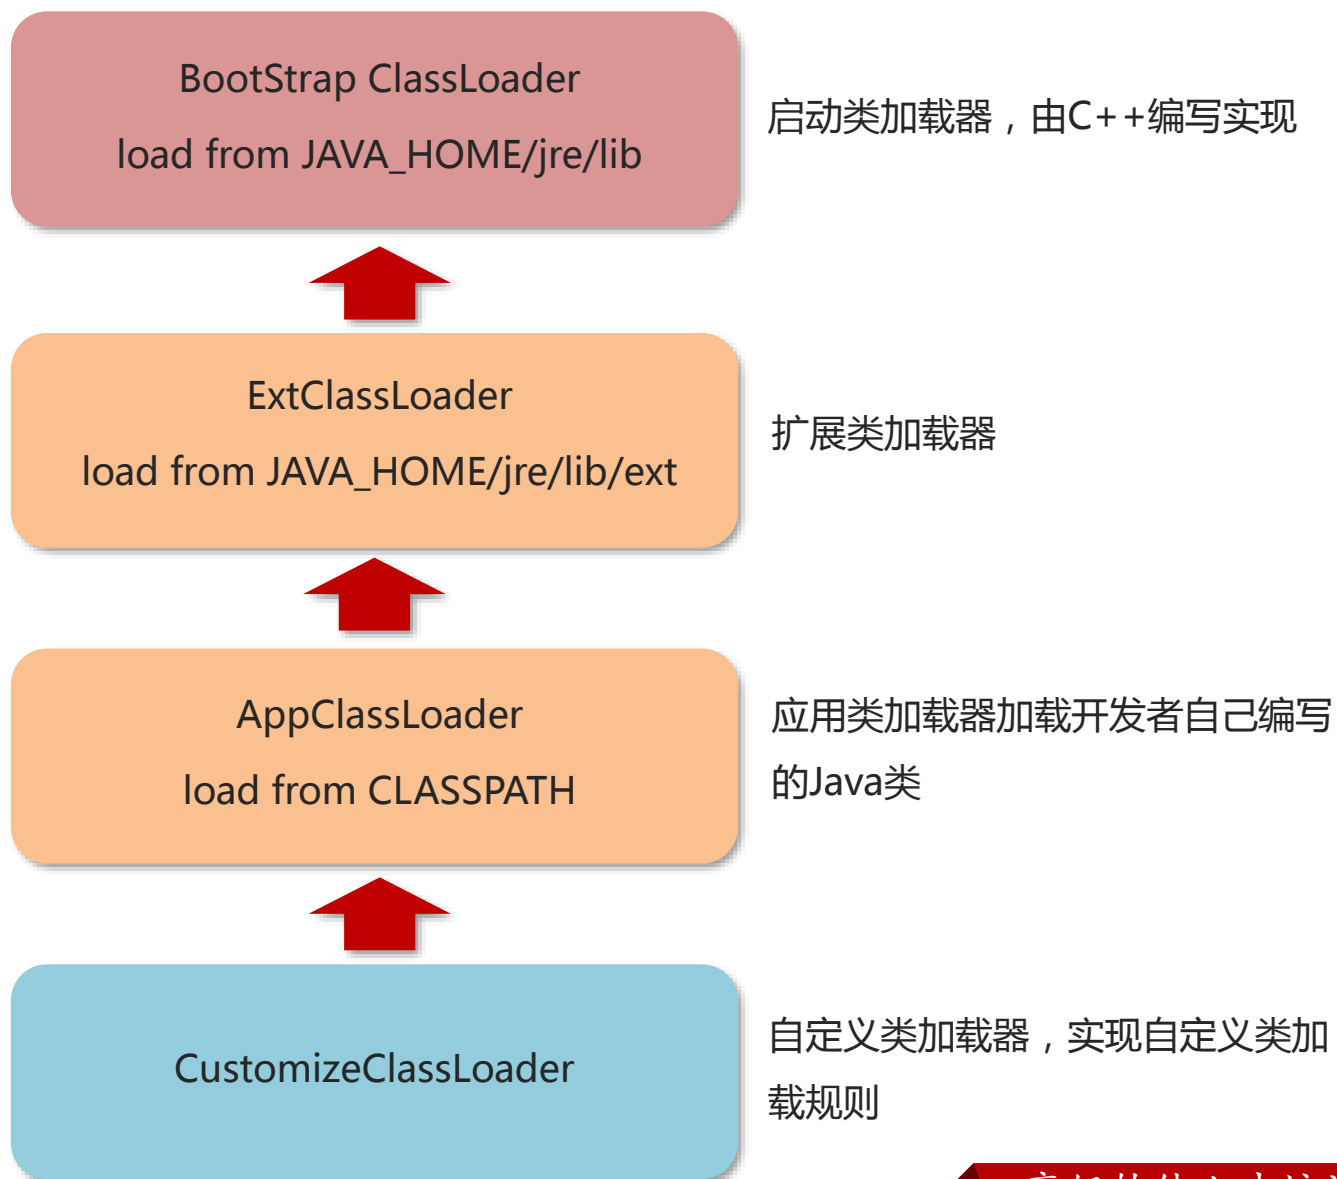 BootStrap ClassLoader
load from JAVA_HOME/jre/lib
启动类加载器，由C++编写实现
ExtClassLoader
load from JAVA_HOME/jre/lib/ext
扩展类加载器
AppClassLoader
load from CLASSPATH
应用类加载器加载开发者自己编写
的Java类
CustomizeClassLoader
自定义类加载器，实现自定义类加
载规则